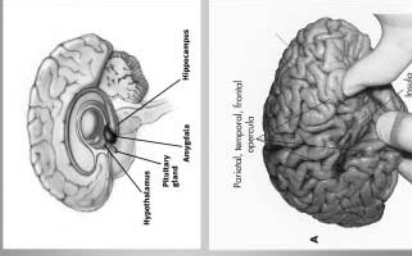 Hippocampus
Amygdala
Pituitary
gland
Hypothalamus
Parietal, temporal, frontal
opercula
Insula
A